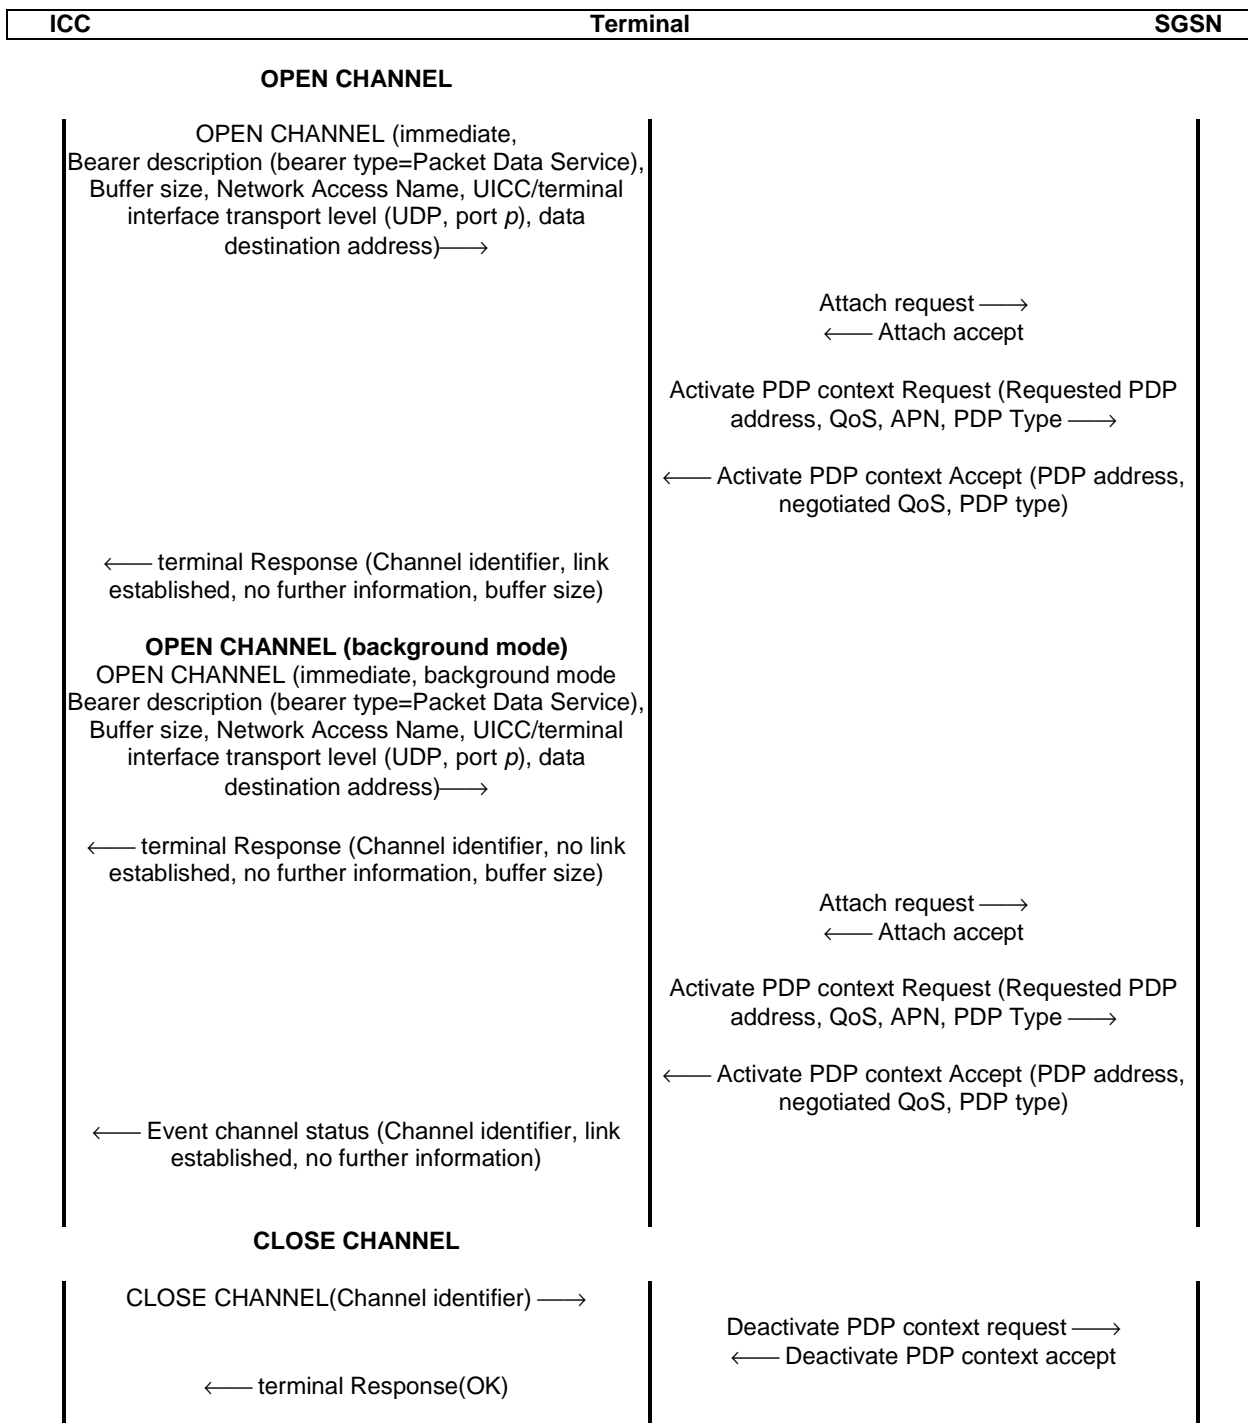 ICC Terminal SGSN
OPEN CHANNEL
OPEN CHANNEL (immediate,
Bearer description (bearer type=Packet Data Service),
Buffer size, Network Access Name, UICC/terminal
interface transport level (UDP, port p), data
destination address)⟶
Attach request ⟶
⟵ Attach accept
Activate PDP context Request (Requested PDP
address, QoS, APN, PDP Type ⟶
⟵ Activate PDP context Accept (PDP address,
negotiated QoS, PDP type)
⟵ terminal Response (Channel identifier, link
established, no further information, buffer size)
OPEN CHANNEL (background mode)
OPEN CHANNEL (immediate, background mode
Bearer description (bearer type=Packet Data Service),
Buffer size, Network Access Name, UICC/terminal
interface transport level (UDP, port p), data
destination address)⟶
⟵ terminal Response (Channel identifier, no link
established, no further information, buffer size)
Attach request ⟶
⟵ Attach accept
Activate PDP context Request (Requested PDP
address, QoS, APN, PDP Type ⟶
⟵ Activate PDP context Accept (PDP address,
negotiated QoS, PDP type)
⟵ Event channel status (Channel identifier, link
established, no further information)
CLOSE CHANNEL
CLOSE CHANNEL(Channel identifier) ⟶
Deactivate PDP context request ⟶
⟵ Deactivate PDP context accept
⟵ terminal Response(OK)